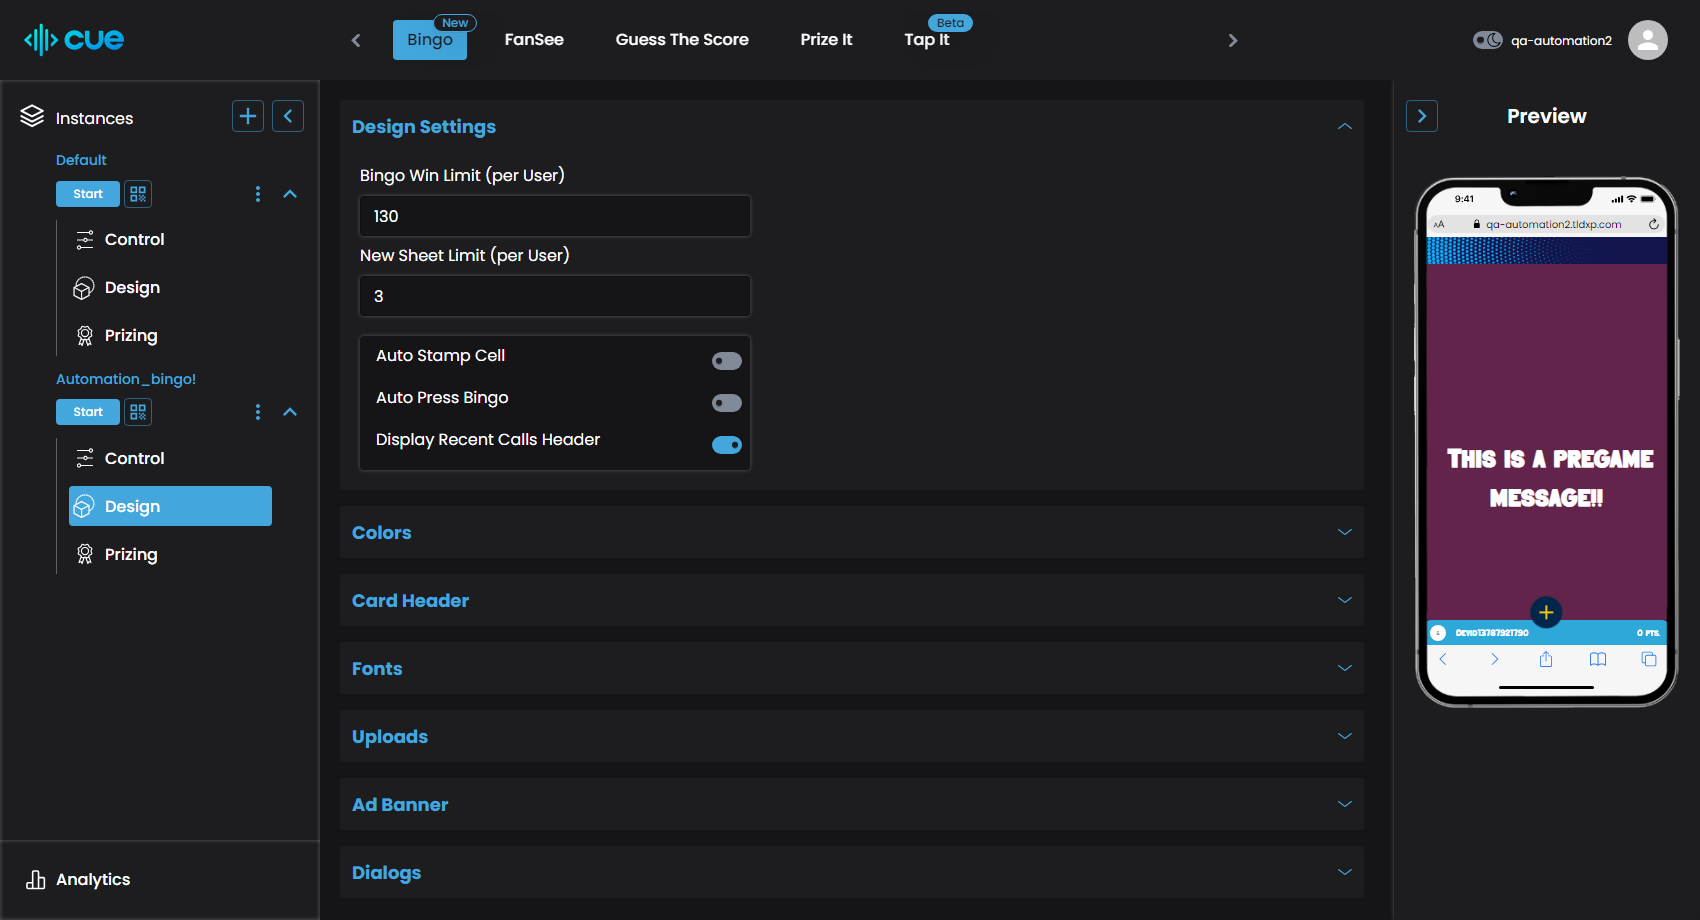 cue
New
Bingo
FanSee
Guess The Score
Prize It
Beta
Tap It
qa-automation2
Instances
Default
Start
Control
Design
Prizing
Automation_bingo!
Start
Control
Design
Prizing
Analytics
Design Settings
Bingo Win Limit (per User)
130
New Sheet Limit (per User)
3
Auto Stamp Cell
Auto Press Bingo
Display Recent Calls Header
Colors
Card Header
Fonts
Uploads
Ad Banner
Dialogs
Preview
9:41
AA
qa-automation2.tldxp.com
THIS IS A PREGAME
MESSAGE!!
DEVID13787921790
0 PTS.